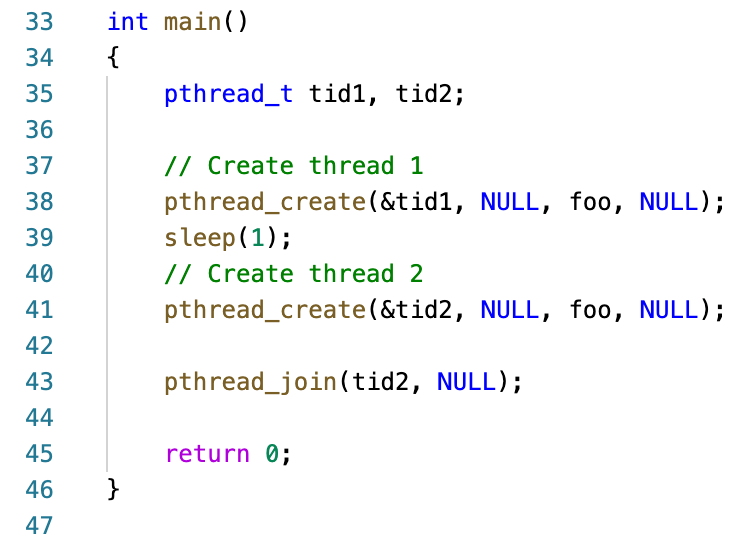 33 int main()
34 {
35     pthread_t tid1, tid2;
36
37     // Create thread 1
38     pthread_create(&tid1, NULL, foo, NULL);
39     sleep(1);
40     // Create thread 2
41     pthread_create(&tid2, NULL, foo, NULL);
42
43     pthread_join(tid2, NULL);
44
45     return 0;
46 }
47